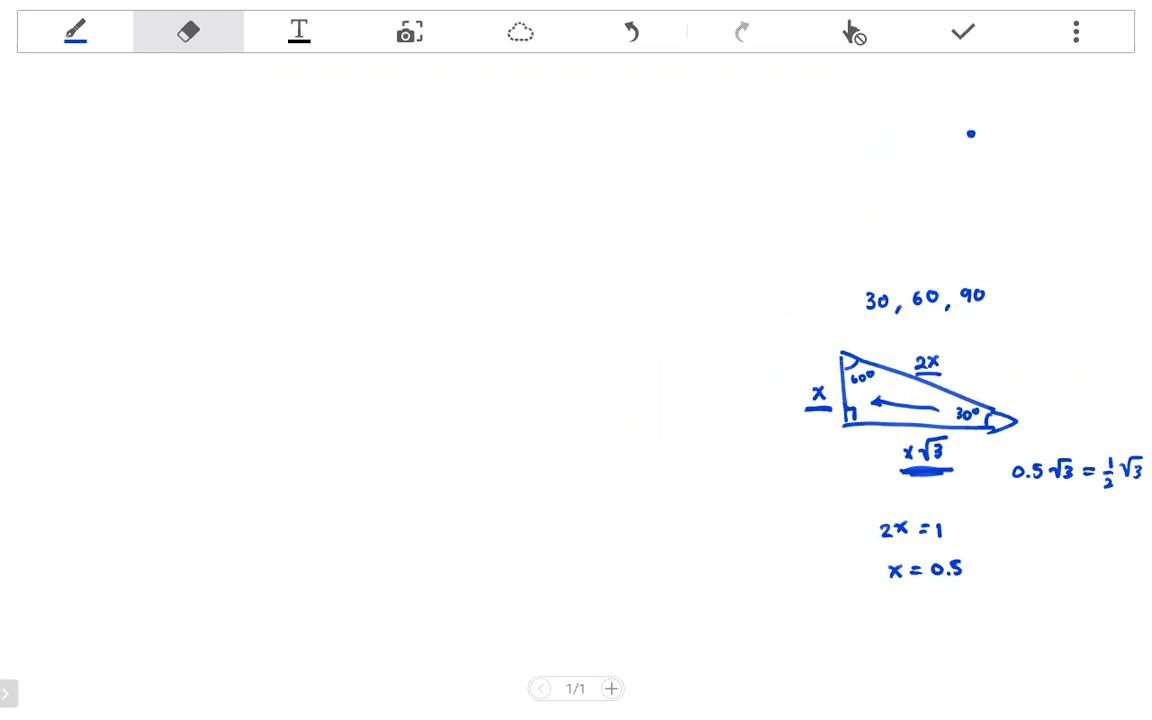 T
30, 60, 90
2x
60°
x
30°
x√3
0.5√3 = 1/2 √3
2x = 1
x = 0.5
1/1